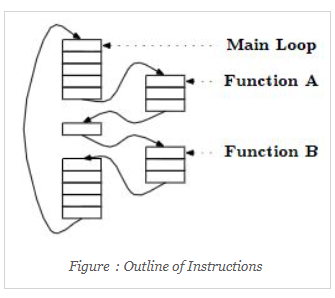 Main Loop
Function A
Function B
Figure : Outline of Instructions